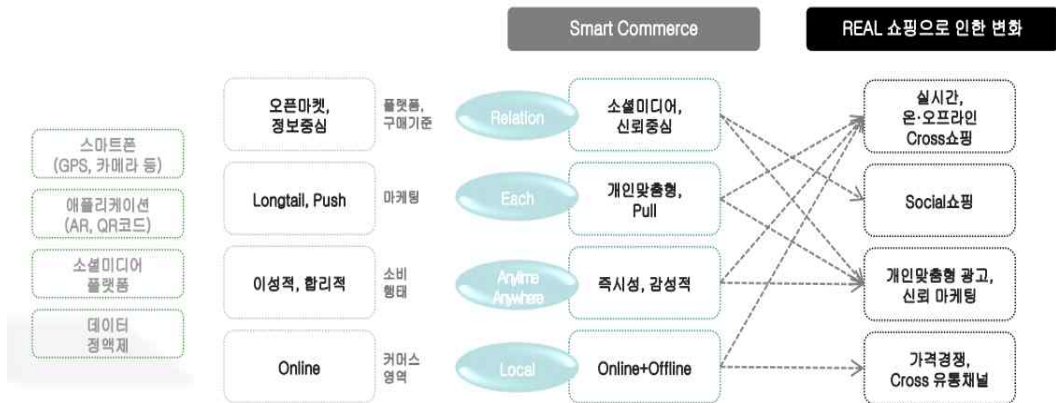 Smart Commerce
REAL 쇼핑으로 인한 변화
스마트폰
(GPS, 카메라 등)
애플리케이션
(AR, QR코드)
소셜미디어
플랫폼
데이터
정액제
오픈마켓,
정보중심
플랫폼,
구매기준
Relation
소셜미디어,
신뢰중심
Longtail, Push
마케팅
Each
개인맞춤형,
Pull
이성적, 합리적
소비
행태
Anytime
Anywhere
즉시성, 감성적
Online
커머스
영역
Local
Online+Offline
실시간,
온·오프라인
Cross쇼핑
Social쇼핑
개인맞춤형 광고,
신뢰 마케팅
가격경쟁,
Cross 유통채널